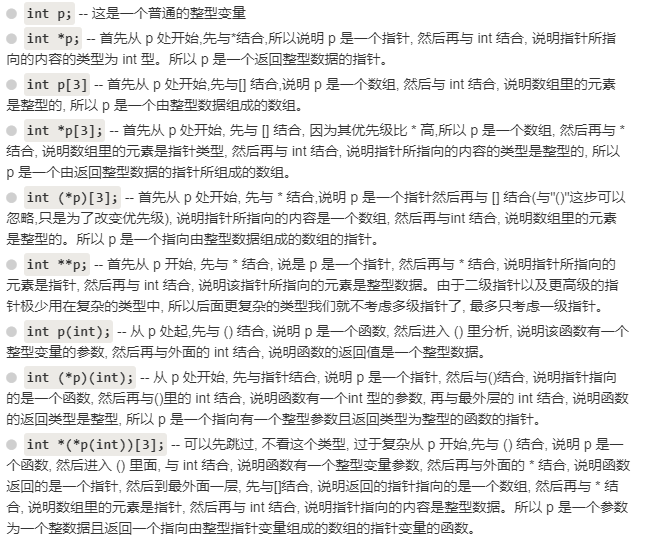 int p; -- 这是一个普通的整型变量
int *p; -- 首先从 p 处开始,先与*结合,所以说明 p 是一个指针, 然后再与 int 结合, 说明指针所指
向的内容的类型为 int 型。所以 p 是一个返回整型数据的指针。
int p[3] -- 首先从 p 处开始,先与[] 结合,说明 p 是一个数组, 然后与 int 结合, 说明数组里的元素
是整型的, 所以 p 是一个由整型数据组成的数组。
int *p[3]; -- 首先从 p 处开始, 先与 [] 结合, 因为其优先级比 * 高,所以 p 是一个数组, 然后再与 *
结合, 说明数组里的元素是指针类型, 然后再与 int 结合, 说明指针所指向的内容的类型是整型的, 所以
p 是一个由返回整型数据的指针所组成的数组。
int (*p)[3]; -- 首先从 p 处开始, 先与 * 结合,说明 p 是一个指针然后再与 [] 结合(与"()"这步可以
忽略,只是为了改变优先级), 说明指针所指向的内容是一个数组, 然后再与int 结合, 说明数组里的元素
是整型的。所以 p 是一个指向由整型数据组成的数组的指针。
int **p; -- 首先从 p 开始, 先与 * 结合, 说是 p 是一个指针, 然后再与 * 结合, 说明指针所指向的
元素是指针, 然后再与 int 结合, 说明该指针所指向的元素是整型数据。由于二级指针以及更高级的指
针极少用在复杂的类型中, 所以后面更复杂的类型我们就不考虑多级指针了, 最多只考虑一级指针。
int p(int); -- 从 p 处起,先与 () 结合, 说明 p 是一个函数, 然后进入 () 里分析, 说明该函数有一个
整型变量的参数, 然后再与外面的 int 结合, 说明函数的返回值是一个整型数据。
int (*p)(int); -- 从 p 处开始, 先与指针结合, 说明 p 是一个指针, 然后与()结合, 说明指针指向
的是一个函数, 然后再与()里的 int 结合, 说明函数有一个int 型的参数, 再与最外层的 int 结合, 说明函数
的返回类型是整型, 所以 p 是一个指向有一个整型参数且返回类型为整型的函数的指针。
int *(*p(int))[3]; -- 可以先跳过, 不看这个类型, 过于复杂从 p 开始,先与 () 结合, 说明 p 是一
个函数, 然后进入 () 里面, 与 int 结合, 说明函数有一个整型变量参数, 然后再与外面的 * 结合, 说明函数
返回的是一个指针, 然后到最外面一层, 先与[]结合, 说明返回的指针指向的是一个数组, 然后再与 * 结
合, 说明数组里的元素是指针, 然后再与 int 结合, 说明指针指向的内容是整型数据。所以 p 是一个参数
为一个整数据且返回一个指向由整型指针变量组成的数组的指针变量的函数。